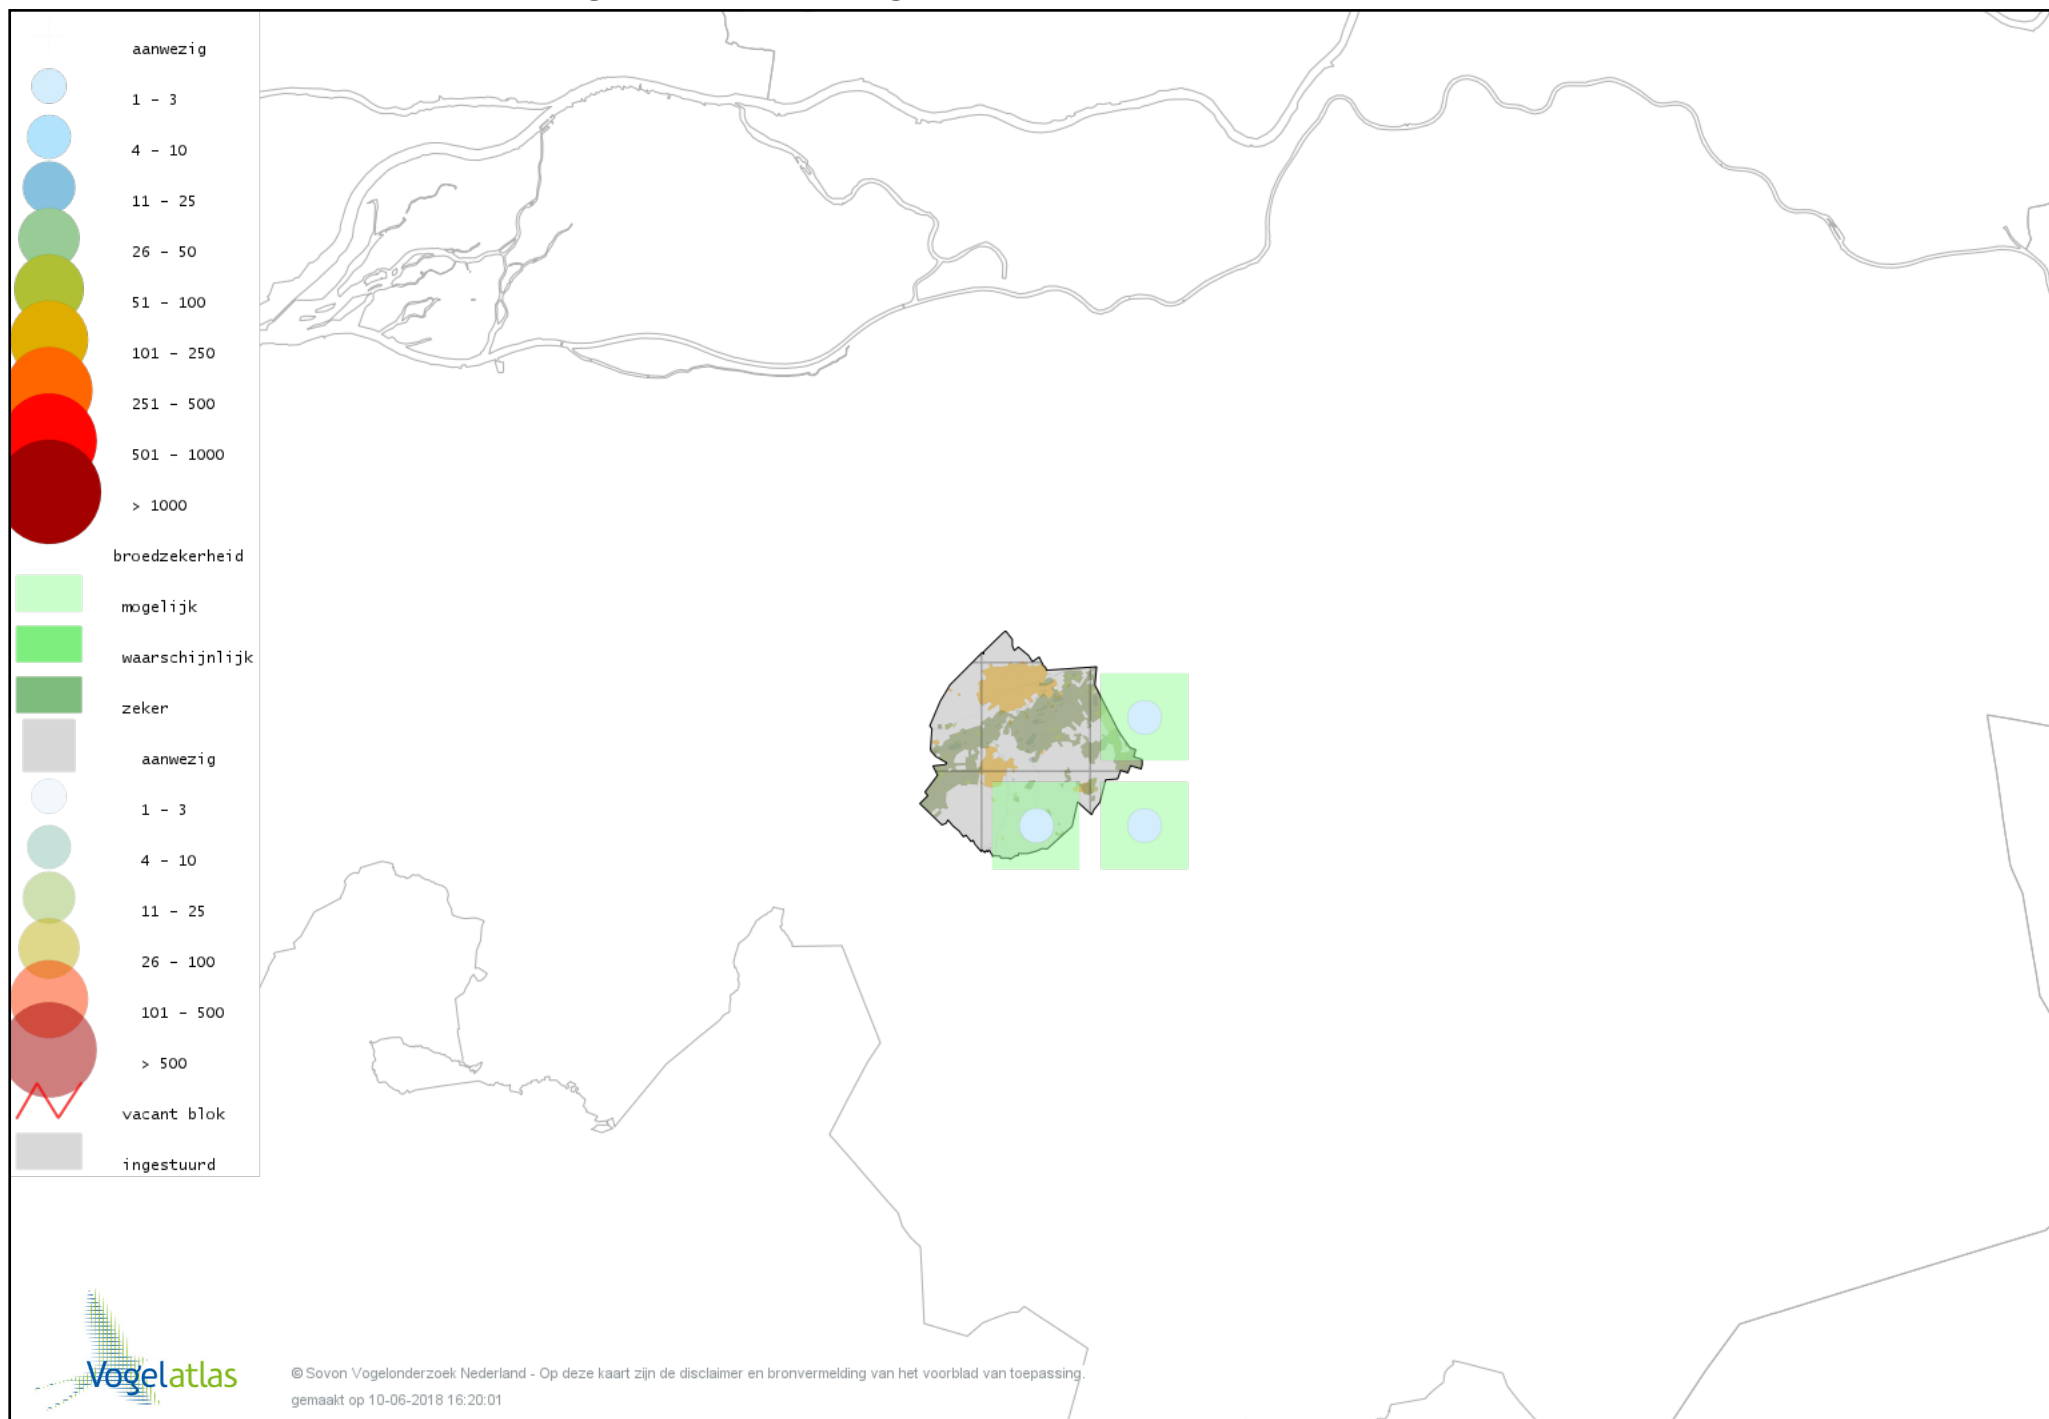 aanwezig
1 - 3
4 - 10
11 - 25
26 - 50
51 - 100
101 - 250
251 - 500
501 - 1000
> 1000
broedzekerheid
mogelijk
waarschijnlijk
zeker
aanwezig
1 - 3
4 - 10
11 - 25
26 - 100
101 - 500
> 500
vacant blok
ingestuurd
Vogelatlas
© Sovon Vogelonderzoek Nederland - Op deze kaart zijn de disclaimer en bronvermelding van het voorblad van toepassing.
gemaakt op 10-06-2018 16:20:01